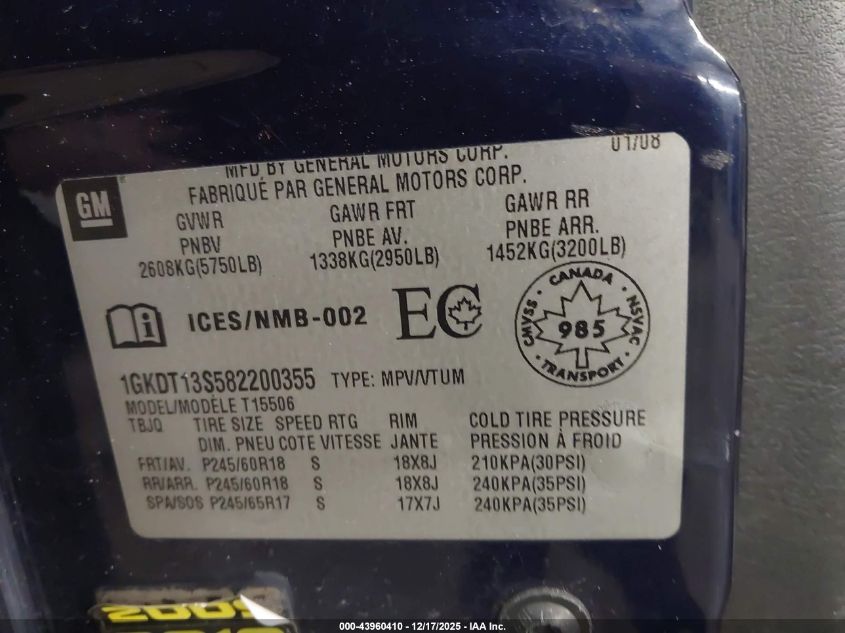 01/08
MFD BY GENERAL MOTORS CORP.
FABRIQUÉ PAR GENERAL MOTORS CORP.
GM
GVWR GAWR FRT GAWR RR
PNBV PNBE AV. PNBE ARR.
2608KG(5750LB) 1338KG(2950LB) 1452KG(3200LB)
ICES/NMB-002 EC
CANADA
CMVSS 985 NSVAC
TRANSPORT
1GKDT13S582200355 TYPE: MPV/VTUM
MODEL/MODÈLE T15506
TBJQ TIRE SIZE SPEED RTG RIM COLD TIRE PRESSURE
DIM. PNEU COTE VITESSE JANTE PRESSION À FROID
FRT/AV. P245/60R18 S 18X8J 210KPA(30PSI)
RR/ARR. P245/60R18 S 18X8J 240KPA(35PSI)
SPA/SOS P245/65R17 S 17X7J 240KPA(35PSI)
000-43960410 - 12/17/2025 - IAA Inc.